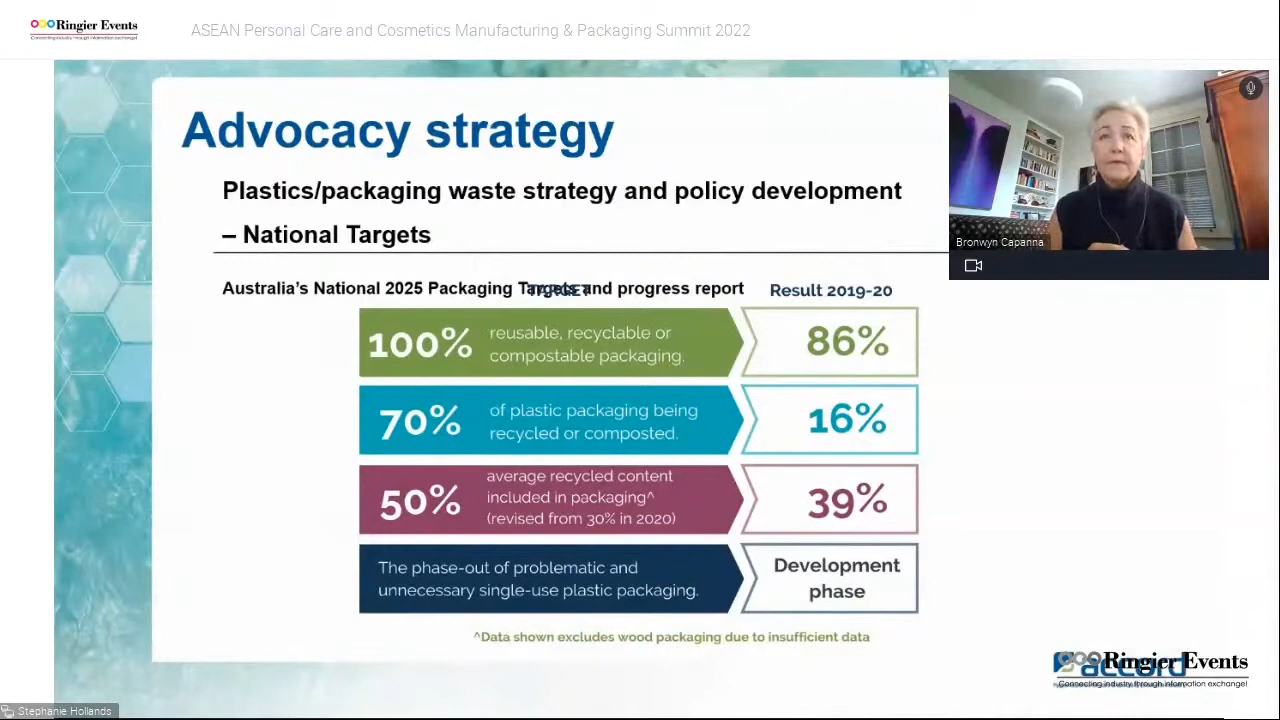 Ringier Events
Connecting industry through information exchange!
ASEAN Personal Care and Cosmetics Manufacturing & Packaging Summit 2022
Advocacy strategy
Plastics/packaging waste strategy and policy development
– National Targets
Bronwyn Capanna
Australia’s National 2025 Packaging Targets and progress report
TARGET
Result 2019-20
100%
reusable, recyclable or
compostable packaging.
86%
70%
of plastic packaging being
recycled or composted.
16%
50%
average recycled content
included in packaging^
(revised from 30% in 2020)
39%
The phase-out of problematic and
unnecessary single-use plastic packaging.
Development
phase
^Data shown excludes wood packaging due to insufficient data
accord
Ringier Events
Connecting industry through information exchange!
Stephanie Hollands